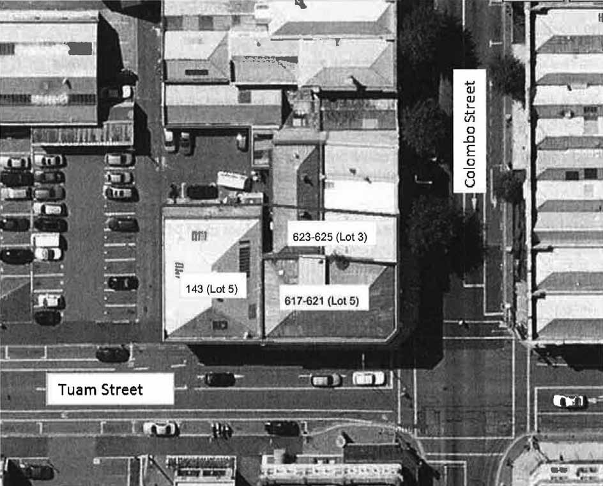 Colombo Street
623-625 (Lot 3)
143 (Lot 5)
617-621 (Lot 5)
Tuam Street